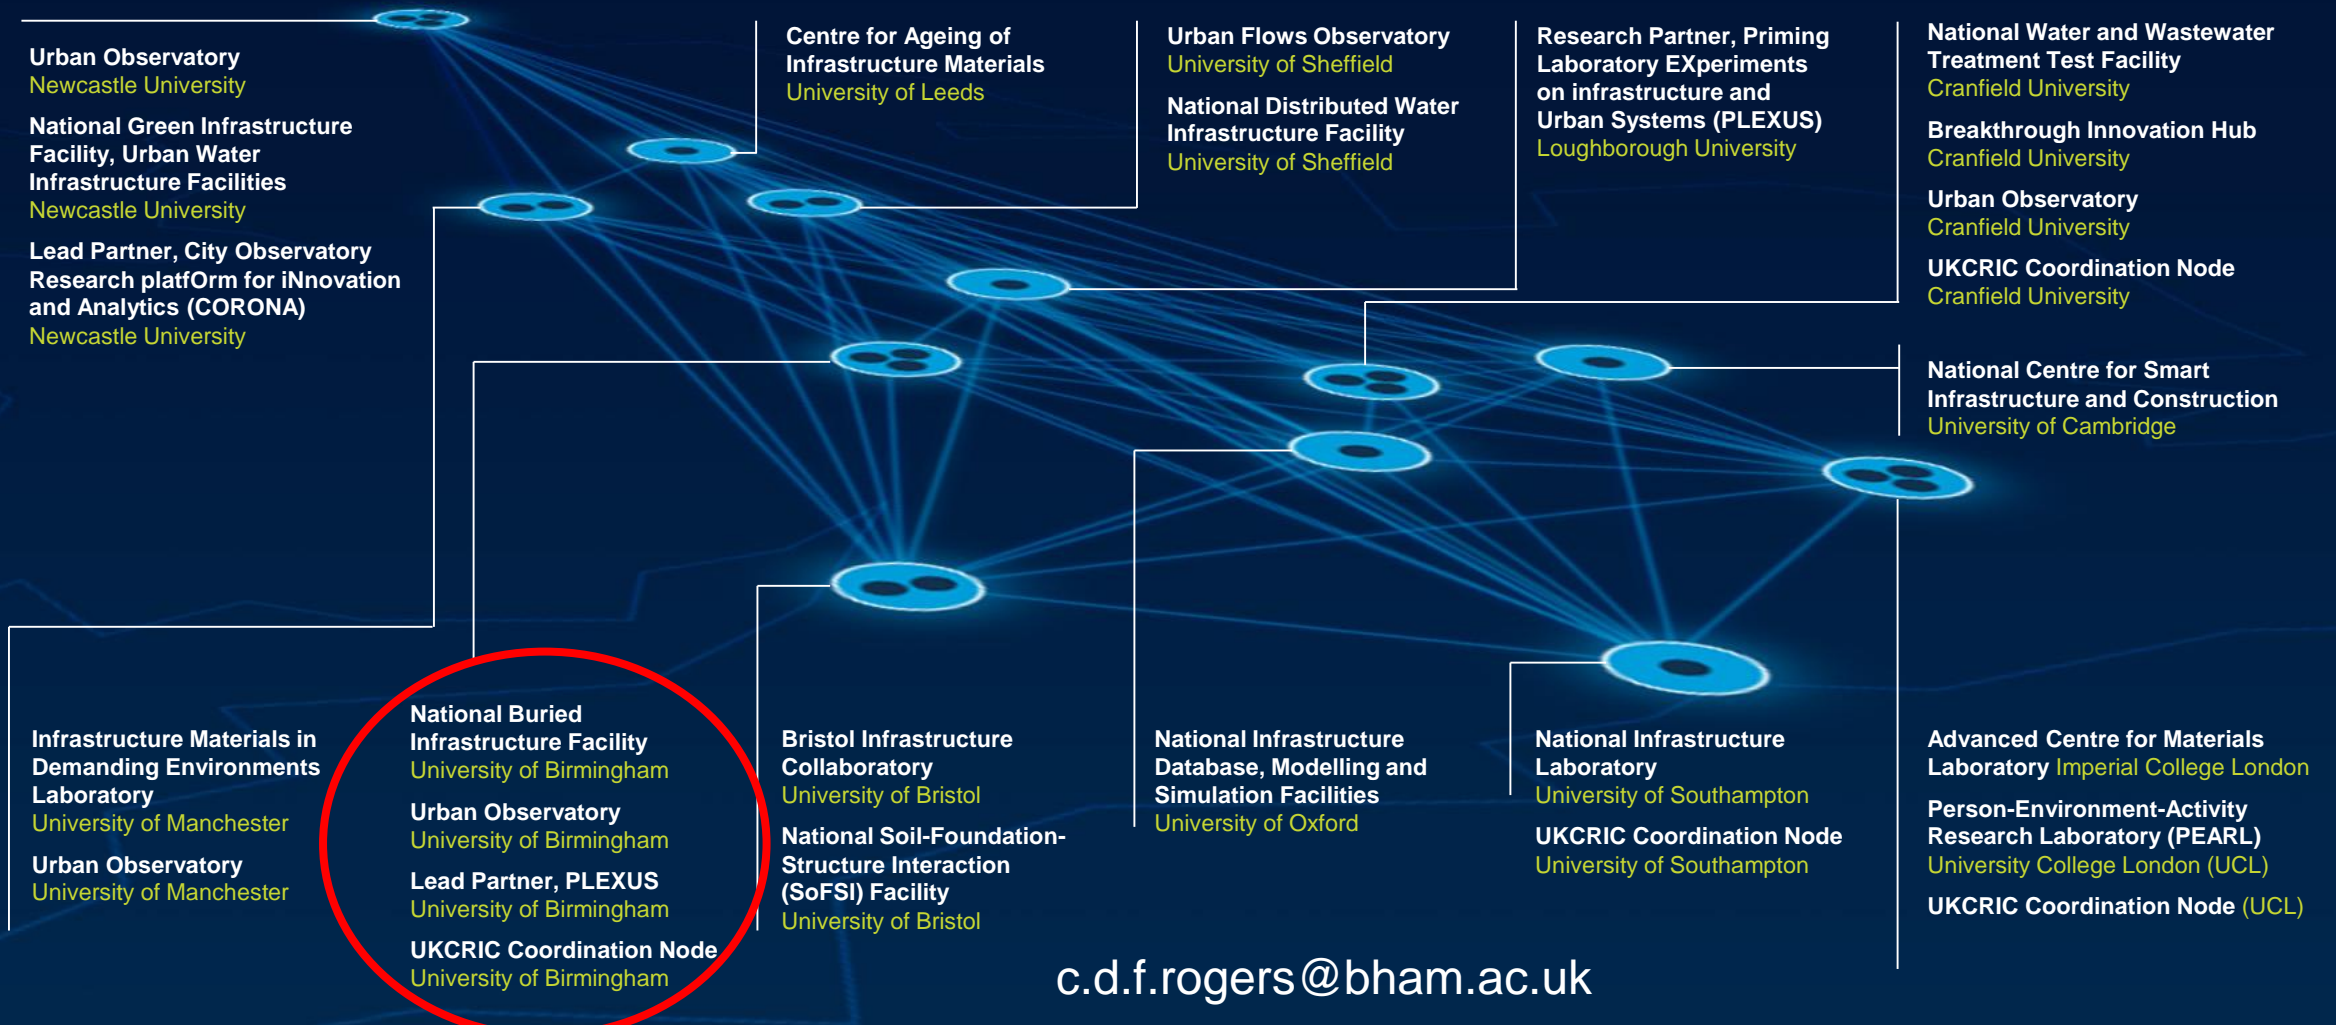 Urban Observatory
Newcastle University
National Green Infrastructure
Facility, Urban Water
Infrastructure Facilities
Newcastle University
Lead Partner, City Observatory
Research platfOrm for iNnovation
and Analytics (CORONA)
Newcastle University
Centre for Ageing of
Infrastructure Materials
University of Leeds
Urban Flows Observatory
University of Sheffield
National Distributed Water
Infrastructure Facility
University of Sheffield
Research Partner, Priming
Laboratory EXperiments
on infrastructure and
Urban Systems (PLEXUS)
Loughborough University
National Water and Wastewater
Treatment Test Facility
Cranfield University
Breakthrough Innovation Hub
Cranfield University
Urban Observatory
Cranfield University
UKCRIC Coordination Node
Cranfield University
National Centre for Smart
Infrastructure and Construction
University of Cambridge
Infrastructure Materials in
Demanding Environments
Laboratory
University of Manchester
Urban Observatory
University of Manchester
National Buried
Infrastructure Facility
University of Birmingham
Urban Observatory
University of Birmingham
Lead Partner, PLEXUS
University of Birmingham
UKCRIC Coordination Node
University of Birmingham
Bristol Infrastructure
Collaboratory
University of Bristol
National Soil-Foundation-
Structure Interaction
(SoFSI) Facility
University of Bristol
National Infrastructure
Database, Modelling and
Simulation Facilities
University of Oxford
National Infrastructure
Laboratory
University of Southampton
UKCRIC Coordination Node
University of Southampton
Advanced Centre for Materials
Laboratory Imperial College London
Person-Environment-Activity
Research Laboratory (PEARL)
University College London (UCL)
UKCRIC Coordination Node (UCL)
c.d.f.rogers@bham.ac.uk